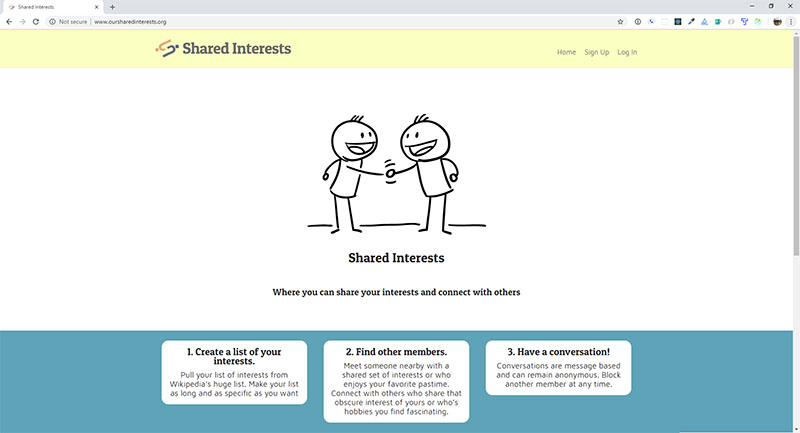 Shared Interests
Not secure | www.oursharedinterests.org
Shared Interests
Home Sign Up Log In
Shared Interests
Where you can share your interests and connect with others
1. Create a list of your
interests.
Pull your list of interests from
Wikipedia's huge list. Make your list
as long and as specific as you want
2. Find other members.
Meet someone nearby with a
shared set of interests or who
enjoys your favorite pastime.
Connect with others who share that
obscure interest of yours or who's
hobbies you find fascinating.
3. Have a conversation!
Conversations are message based
and can remain anonymous. Block
another member at any time.